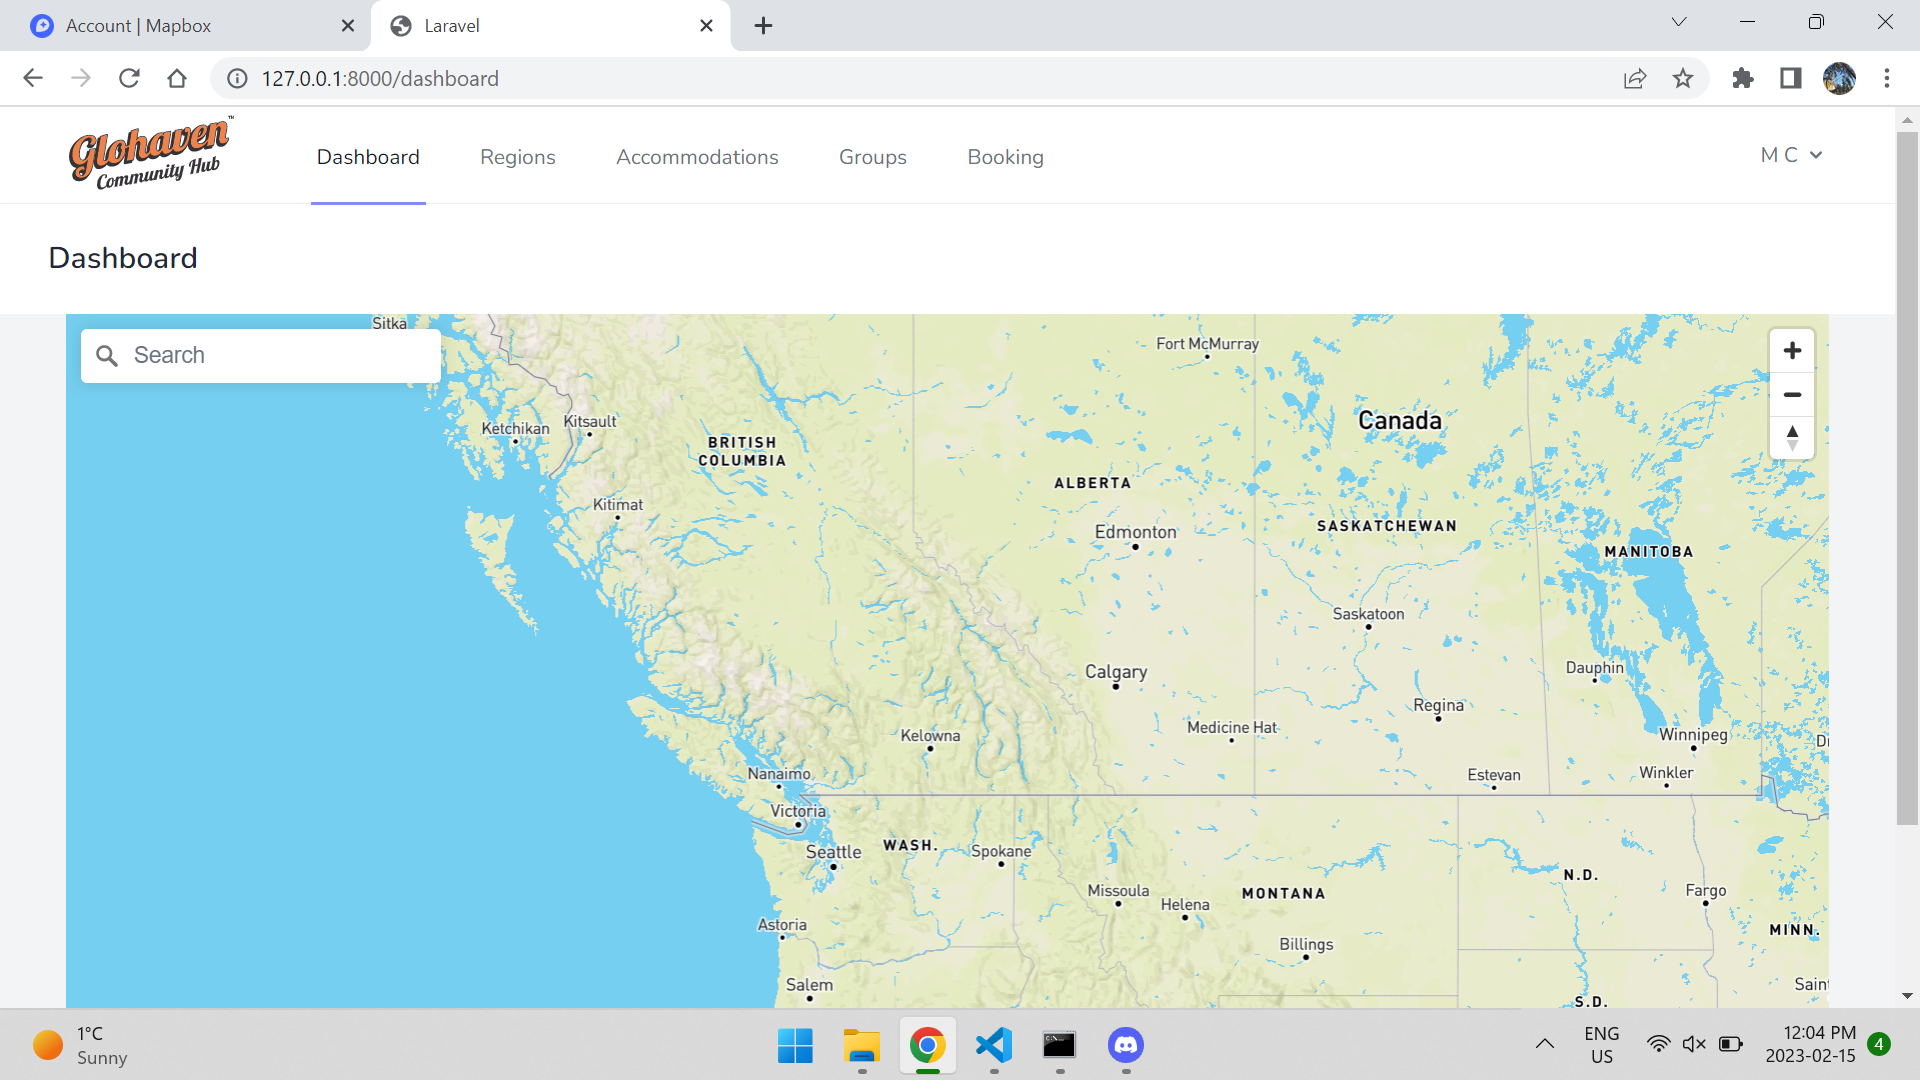 Account | Mapbox
Laravel
127.0.0.1:8000/dashboard
Glohaven™
Community Hub
Dashboard
Regions
Accommodations
Groups
Booking
M C
Dashboard
Sitka
Search
Fort McMurray
Canada
Ketchikan
Kitsault
BRITISH
COLUMBIA
ALBERTA
Kitimat
Edmonton
SASKATCHEWAN
MANITOBA
Saskatoon
Dauphin
Calgary
Regina
Medicine Hat
Kelowna
Winnipeg
Dr
Nanaimo
Estevan
Winkler
Victoria
Seattle
WASH.
Spokane
N.D.
Missoula
Helena
MONTANA
Fargo
Astoria
Billings
MINN.
Salem
Saint
S.D.
1°C
Sunny
C:\_
ENG
US
12:04 PM
2023-02-15
4